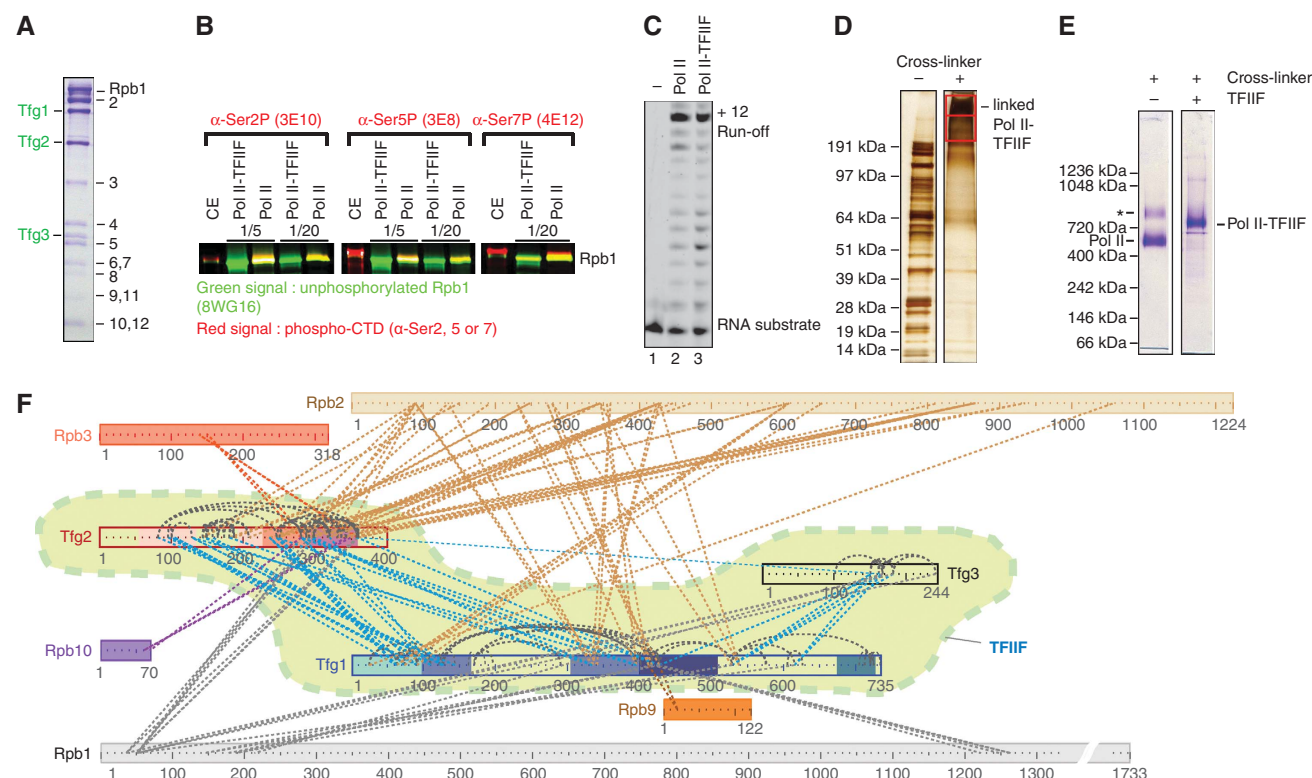 A
Rpb1
2
Tfg1
Tfg2
3
4
Tfg3
5
6,7
8
9,11
10,12
B
α-Ser2P (3E10)
α-Ser5P (3E8)
α-Ser7P (4E12)
CE
Pol II-TFIIF
Pol II
Pol II-TFIIF
Pol II
CE
Pol II-TFIIF
Pol II
Pol II-TFIIF
Pol II
CE
Pol II-TFIIF
Pol II
1/5
1/20
1/5
1/20
1/20
Rpb1
Green signal : unphosphorylated Rpb1
(8WG16)
Red signal : phospho-CTD (α-Ser2, 5 or 7)
C
–
Pol II
Pol II-TFIIF
+ 12
Run-off
RNA substrate
1 2 3
D
Cross-linker
– +
linked
Pol II-
TFIIF
191 kDa
97 kDa
64 kDa
51 kDa
39 kDa
28 kDa
19 kDa
14 kDa
E
+ + Cross-linker
– + TFIIF
1236 kDa
1048 kDa
*
720 kDa
Pol II
400 kDa
242 kDa
146 kDa
66 kDa
Pol II-TFIIF
F
Rpb2
1 100 200 300 400 500 600 700 800 900 1000 1100 1224
Rpb3
1 100 200 318
Tfg2
100 200 300 400
Tfg3
1 100 244
Rpb10
1 70
TFIIF
Tfg1
100 200 300 400 500 600 735
Rpb9
1 122
Rpb1
1 100 200 300 400 500 600 700 800 900 1000 1100 1200 1300 1733